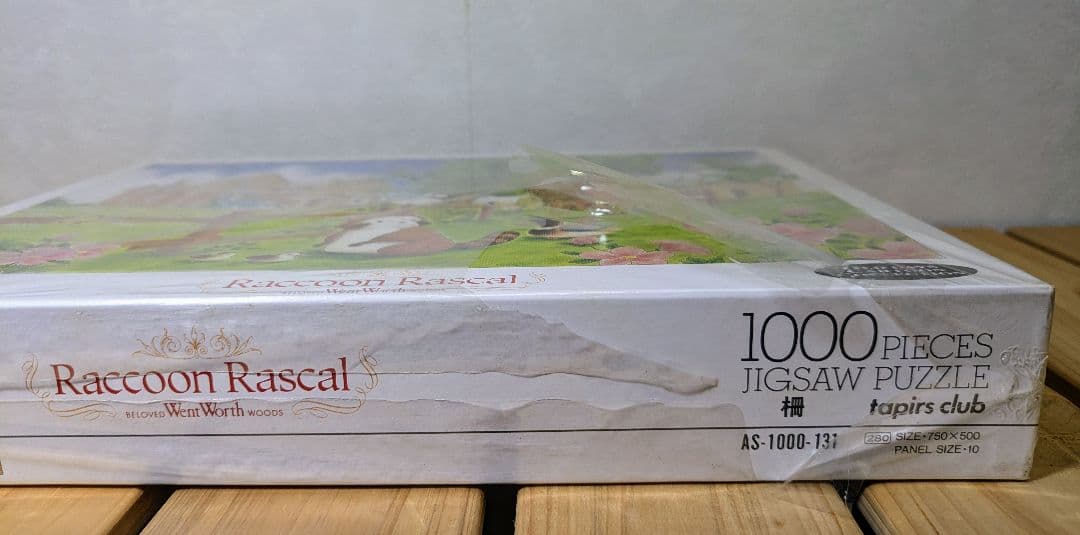 Raccoon Rascal
Raccoon Rascal
BELOVED WentWorth WOODS
1000 PIECES
JIGSAW PUZZLE
柵 tapirs club
AS-1000-131
280 SIZE・750×500
PANEL SIZE・10